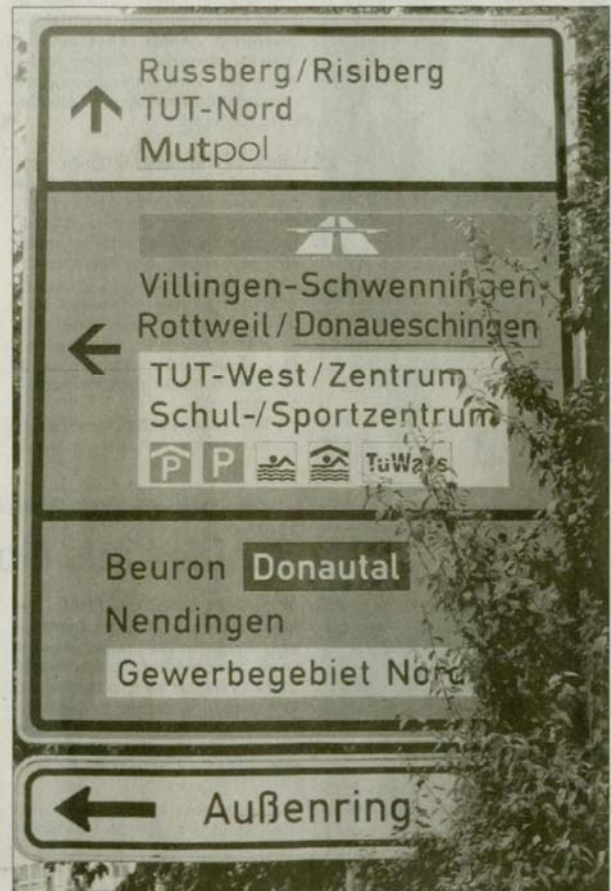 Russberg/Risiberg
TUT-Nord
Mutpol
Villingen-Schwenningen
Rottweil/Donaueschingen
TUT-West/Zentrum
Schul-/Sportzentrum
P P TuWass
Beuron Donautal
Nendingen
Gewerbegebiet Nord
Außenring